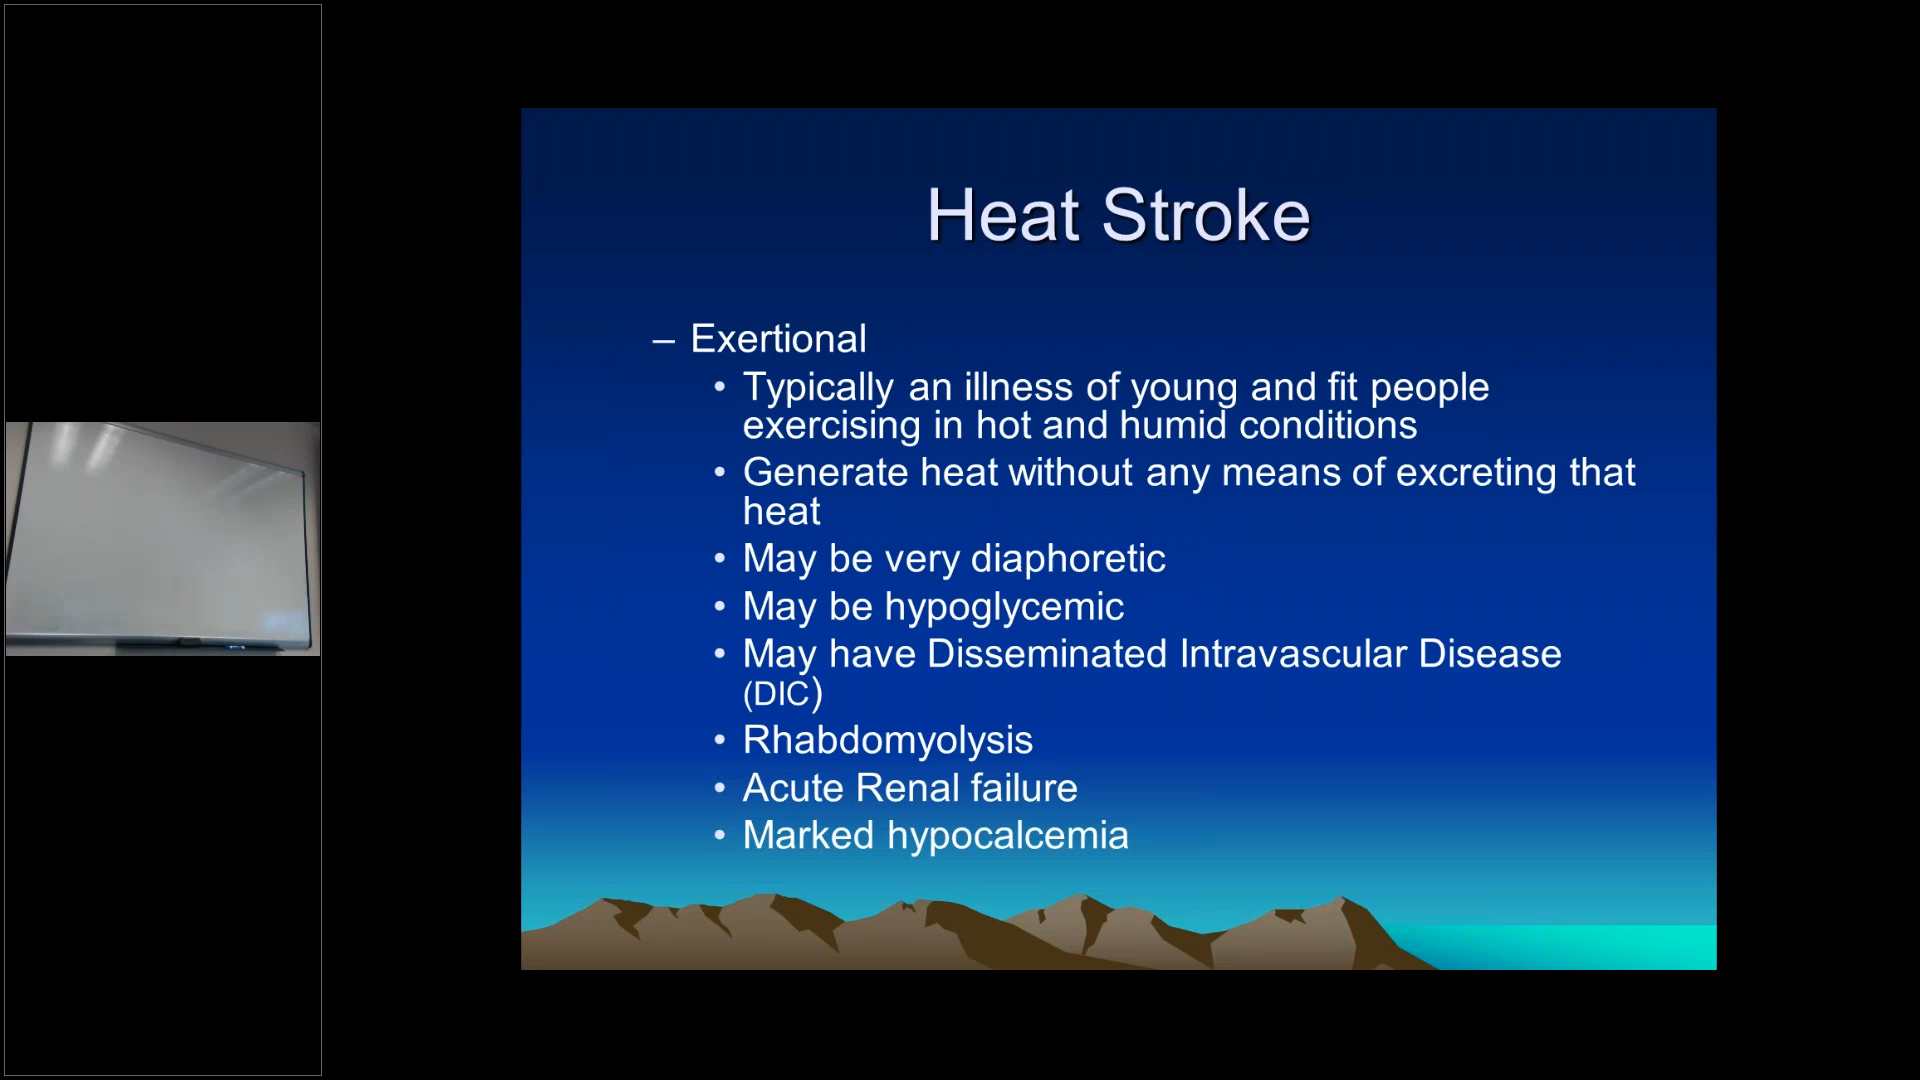 Heat Stroke
– Exertional
• Typically an illness of young and fit people
exercising in hot and humid conditions
• Generate heat without any means of excreting that
heat
• May be very diaphoretic
• May be hypoglycemic
• May have Disseminated Intravascular Disease
(DIC)
• Rhabdomyolysis
• Acute Renal failure
• Marked hypocalcemia